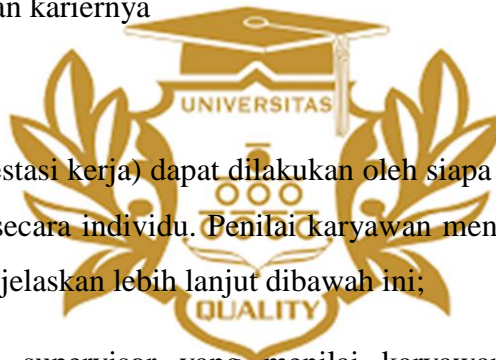 an kariernya
UNIVERSITAS
estasi kerja) dapat dilakukan oleh siapa
secara individu. Penilai karyawan men
jelaskan lebih lanjut dibawah ini;
QUALITY
supervisor yang menilai karyawan